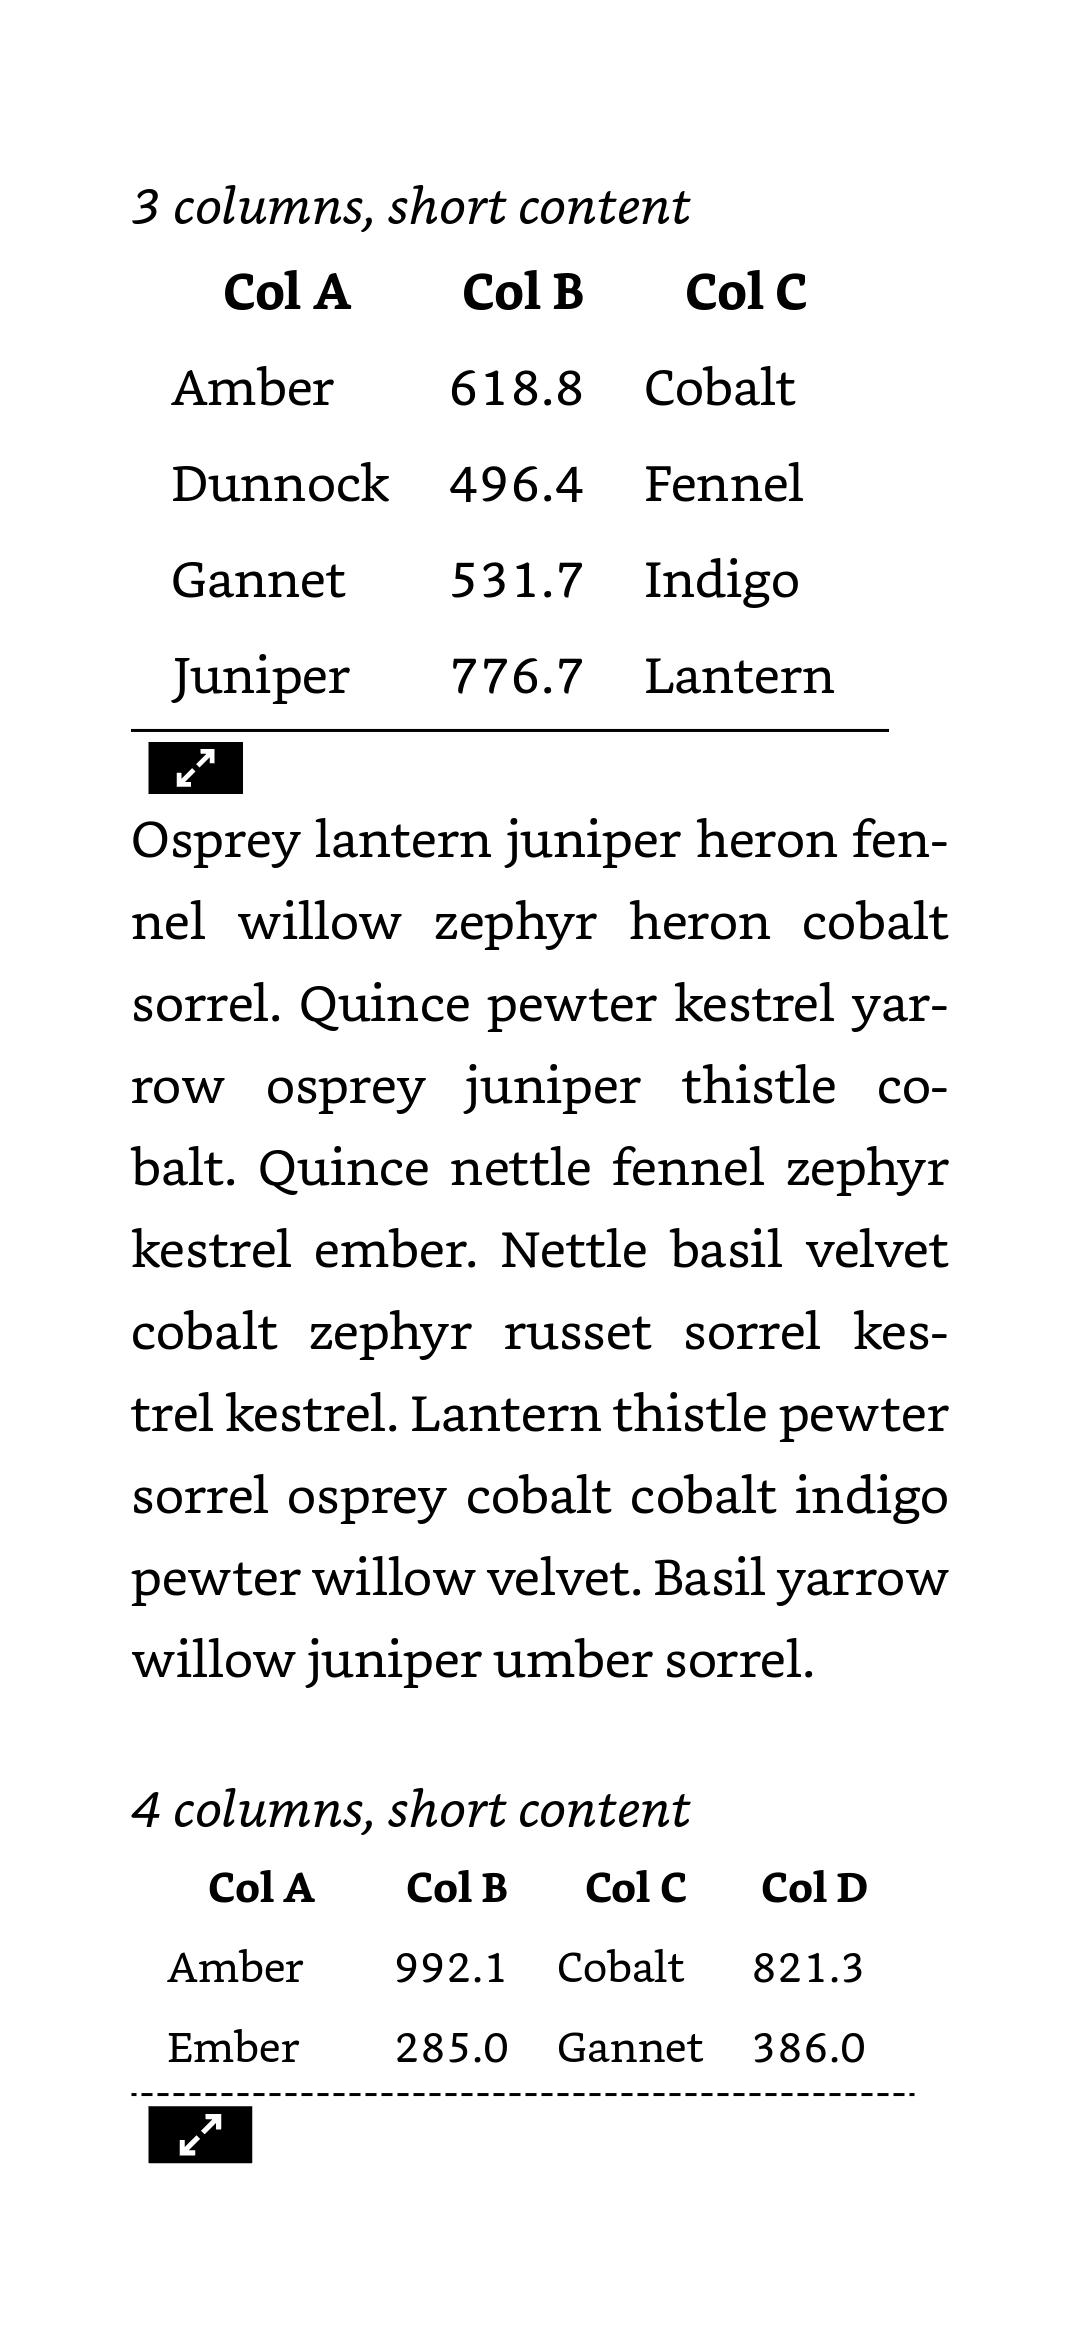 3 columns, short content
Col A Col B Col C
Amber 618.8 Cobalt
Dunnock 496.4 Fennel
Gannet 531.7 Indigo
Juniper 776.7 Lantern
Osprey lantern juniper heron fen-
nel willow zephyr heron cobalt
sorrel. Quince pewter kestrel yar-
row osprey juniper thistle co-
balt. Quince nettle fennel zephyr
kestrel ember. Nettle basil velvet
cobalt zephyr russet sorrel kes-
trel kestrel. Lantern thistle pewter
sorrel osprey cobalt cobalt indigo
pewter willow velvet. Basil yarrow
willow juniper umber sorrel.
4 columns, short content
Col A Col B Col C Col D
Amber 992.1 Cobalt 821.3
Ember 285.0 Gannet 386.0